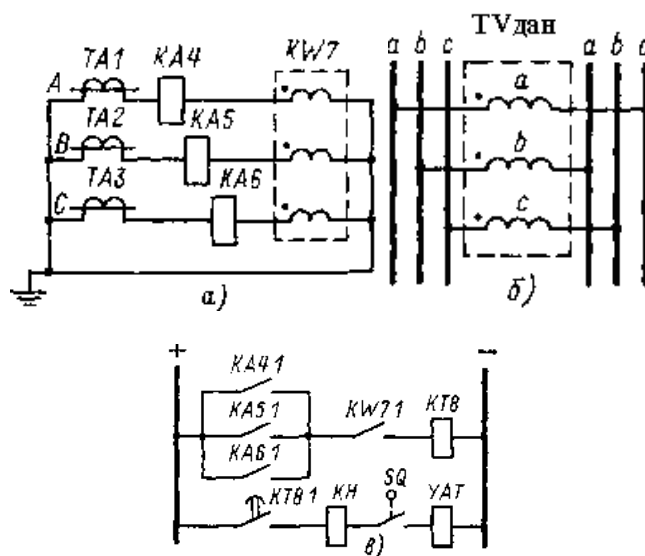 TVдан
a b c a b c
A TA1 KA4 KW7
B TA2 KA5
C TA3 KA6
a
b
c
а)
б)
+ –
KA4 1
KA5 1
KA6 1
KW7 1 KT8
KT8 1 KH SQ YAT
в)